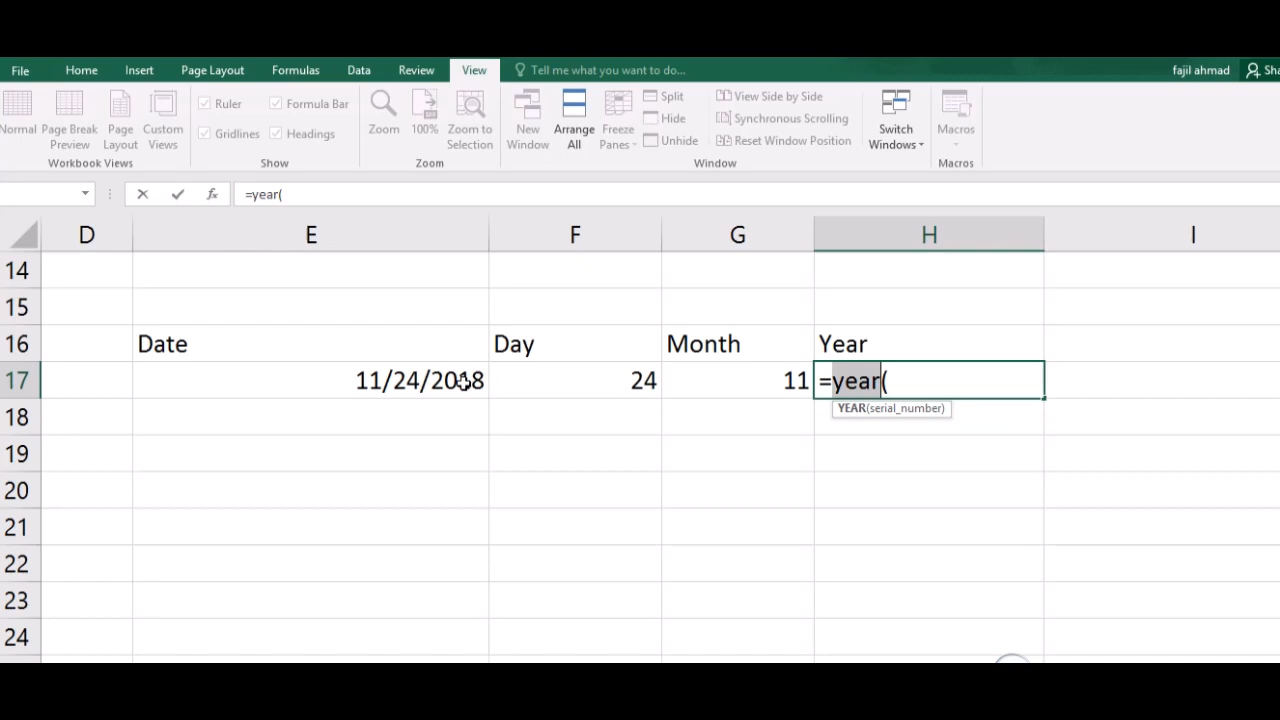 File Home Insert Page Layout Formulas Data Review View Tell me what you want to do... fajil ahmad
Normal Page Break Preview Page Layout Custom Views
Workbook Views
Ruler Formula Bar
Gridlines Headings
Show
Zoom 100% Zoom to Selection
Zoom
New Window Arrange All Freeze Panes
Split
Hide
Unhide
View Side by Side
Synchronous Scrolling
Reset Window Position
Window
Switch Windows
Macros
Macros
fx =year(
D E F G H I
14
15
16 Date Day Month Year
17 11/24/2018 24 11 =year(
YEAR(serial_number)
18
19
20
21
22
23
24